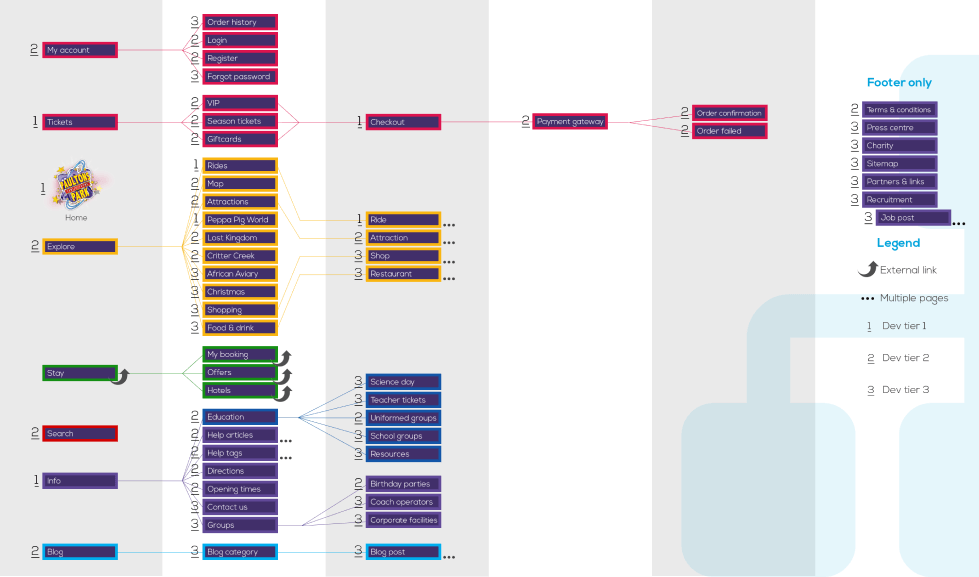 2 My account
3 Order history
2 Login
2 Register
3 Forgot password
1 Tickets
2 VIP
2 Season tickets
2 Giftcards
1 Checkout
2 Payment gateway
2 Order confirmation
2 Order failed
1
PAULTONS
PARK
Home
2 Explore
1 Rides
2 Map
2 Attractions
1 Peppa Pig World
2 Lost Kingdom
2 Critter Creek
3 African Aviary
3 Christmas
3 Shopping
3 Food & drink
1 Ride ...
2 Attraction ...
3 Shop ...
3 Restaurant ...
Stay
My booking
Offers
Hotels
2 Search
1 Info
2 Education
2 Help articles ...
2 Help tags ...
2 Directions
2 Opening times
3 Contact us
3 Groups
3 Science day
3 Teacher tickets
2 Uniformed groups
3 School groups
3 Resources
2 Birthday parties
3 Coach operators
3 Corporate facilities
2 Blog
3 Blog category
3 Blog post ...
Footer only
2 Terms & conditions
3 Press centre
3 Charity
3 Sitemap
3 Partners & links
3 Recruitment
3 Job post ...
Legend
External link
... Multiple pages
1 Dev tier 1
2 Dev tier 2
3 Dev tier 3